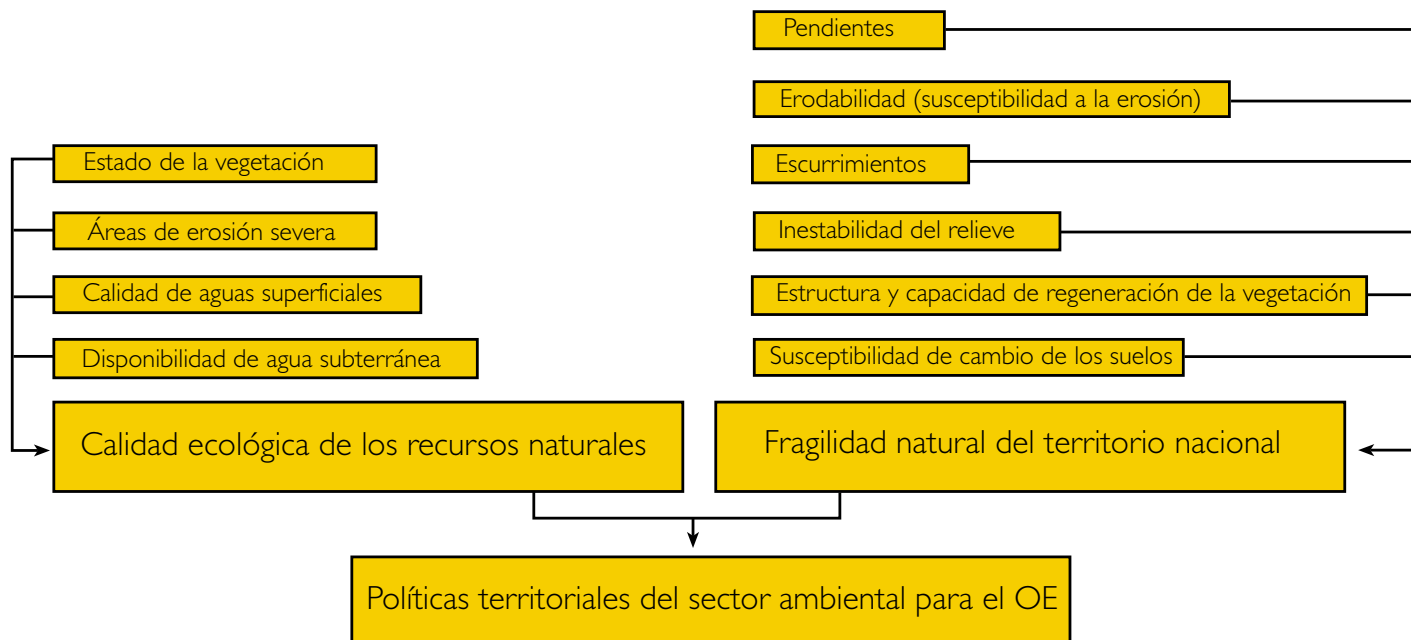 Pendientes
Erodabilidad (susceptibilidad a la erosión)
Estado de la vegetación
Escurrimientos
Áreas de erosión severa
Inestabilidad del relieve
Calidad de aguas superficiales
Estructura y capacidad de regeneración de la vegetación
Disponibilidad de agua subterránea
Susceptibilidad de cambio de los suelos
Calidad ecológica de los recursos naturales
Fragilidad natural del territorio nacional
Políticas territoriales del sector ambiental para el OE